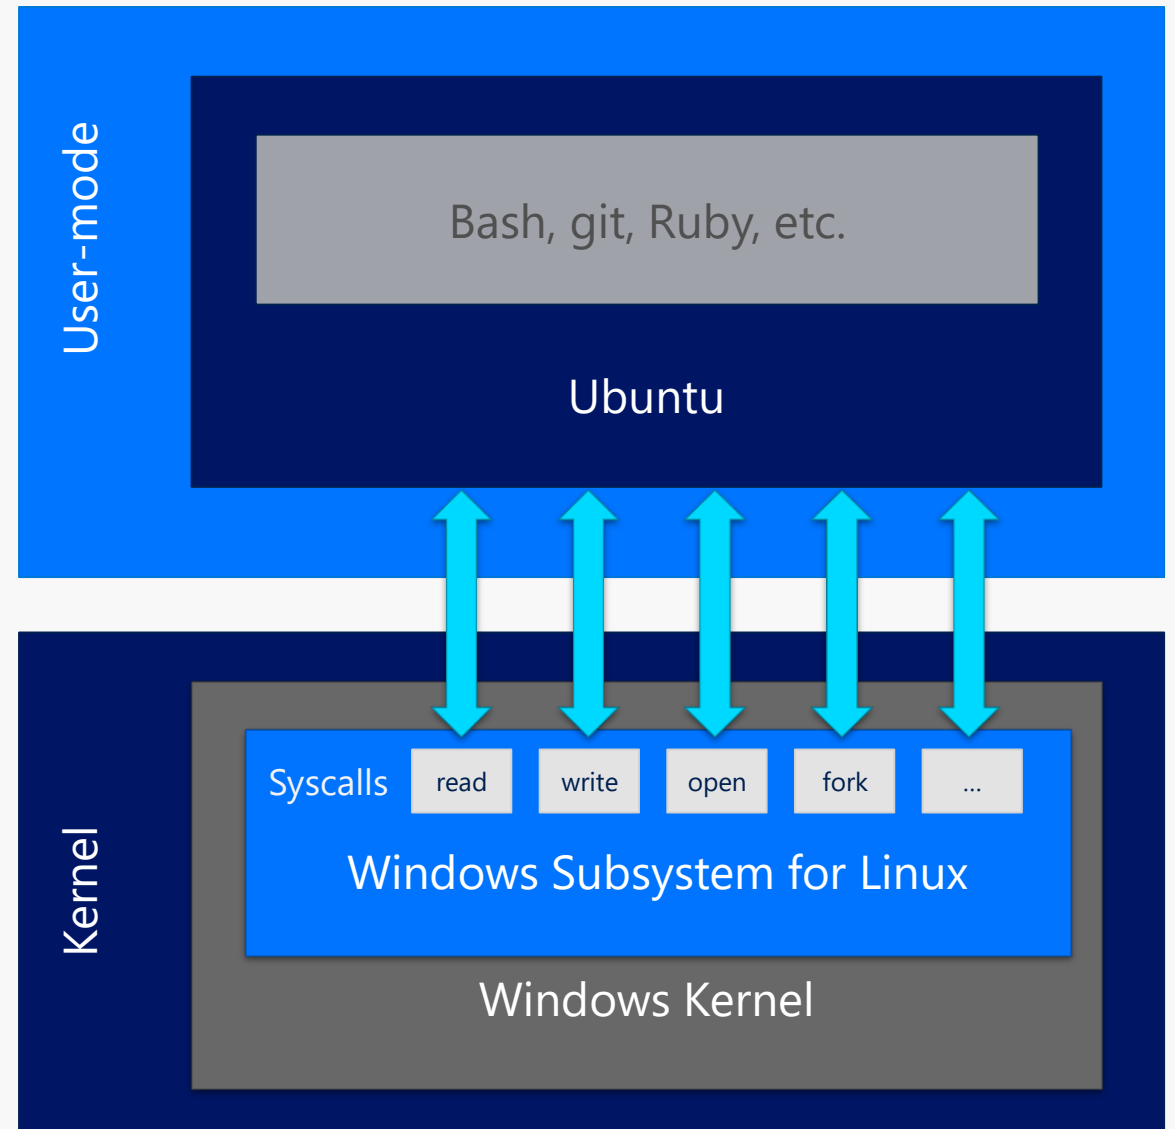 User-mode
Bash, git, Ruby, etc.
Ubuntu
Kernel
Syscalls read write open fork ...
Windows Subsystem for Linux
Windows Kernel